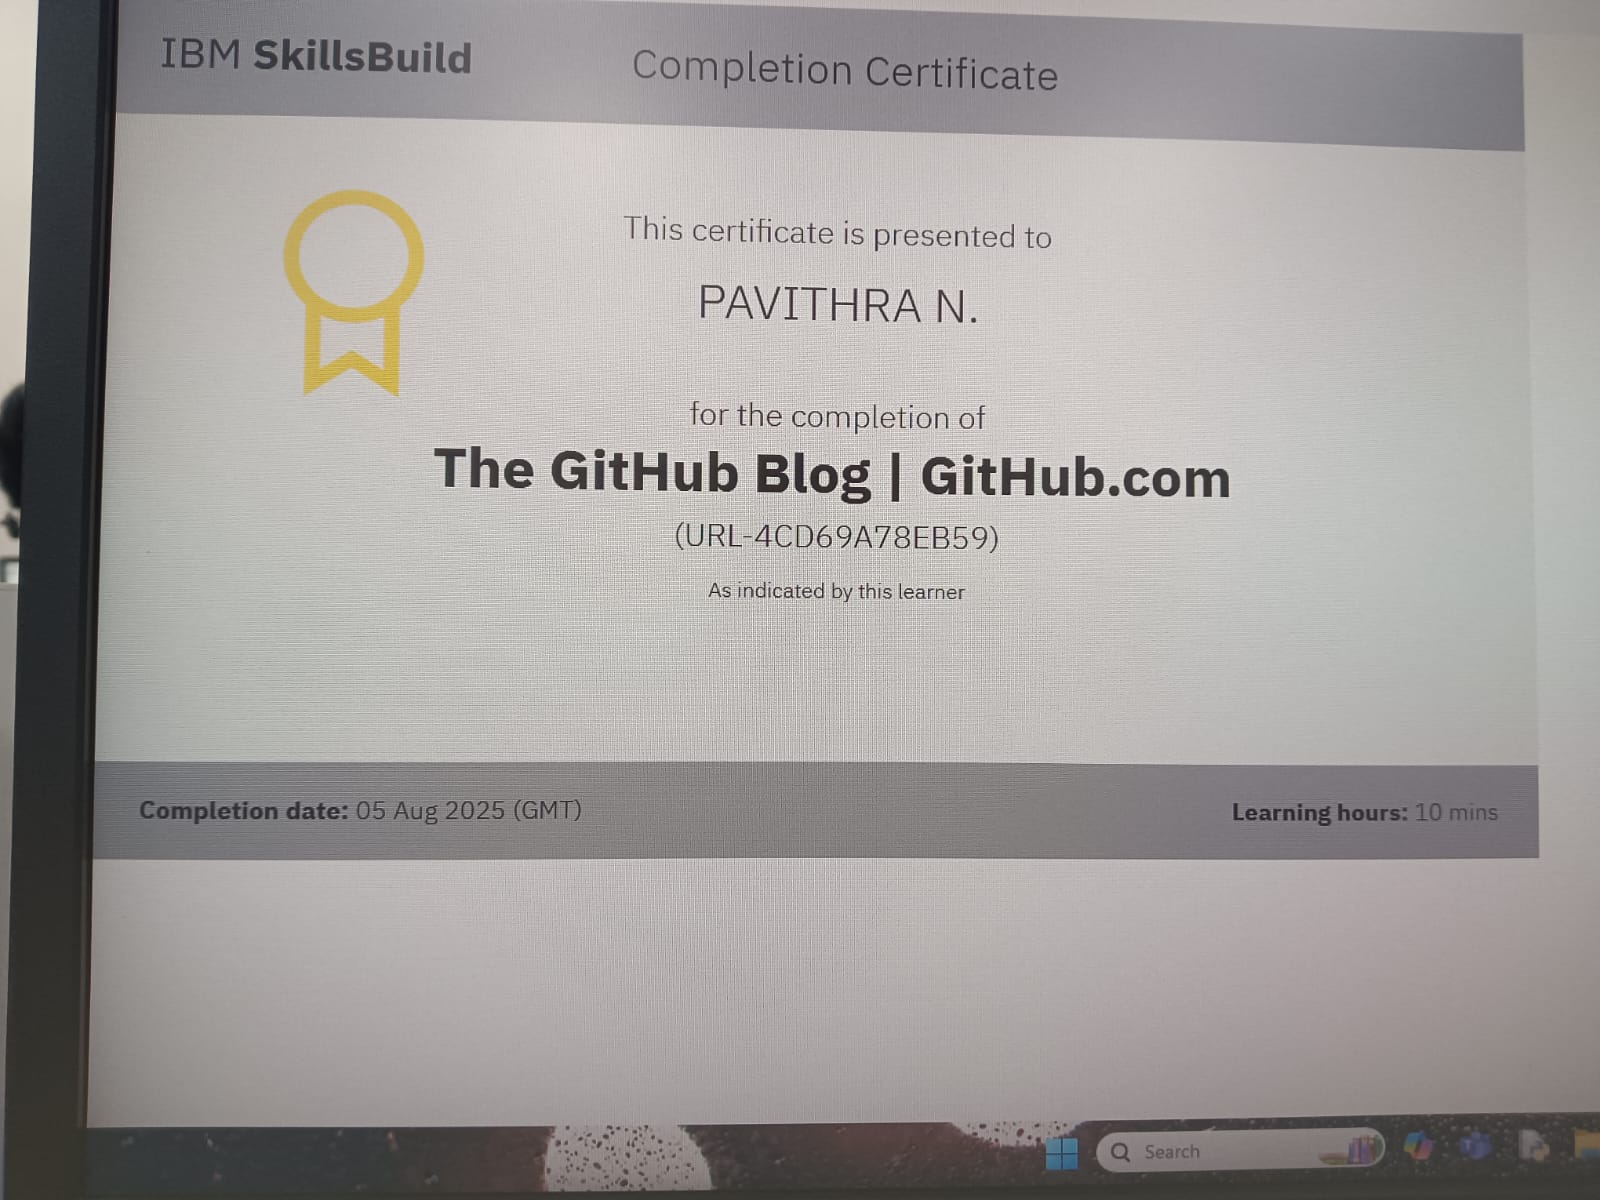 IBM SkillsBuild
Completion Certificate
This certificate is presented to
PAVITHRA N.
for the completion of
The GitHub Blog | GitHub.com
(URL-4CD69A78EB59)
As indicated by this learner
Completion date: 05 Aug 2025 (GMT)
Learning hours: 10 mins
Search